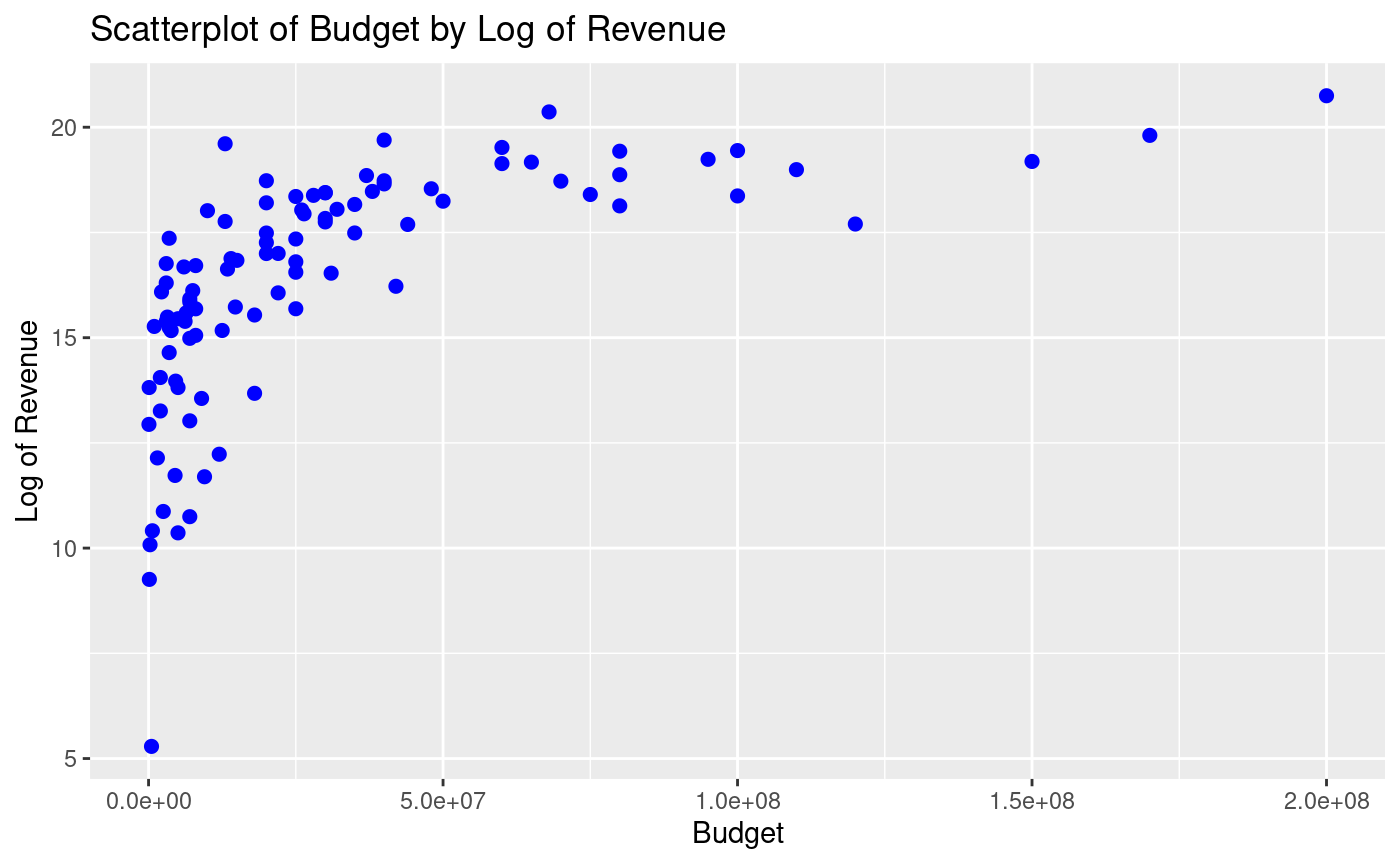 Scatterplot of Budget by Log of Revenue
Log of Revenue
20
15
10
5
0.0e+00 5.0e+07 1.0e+08 1.5e+08 2.0e+08
Budget